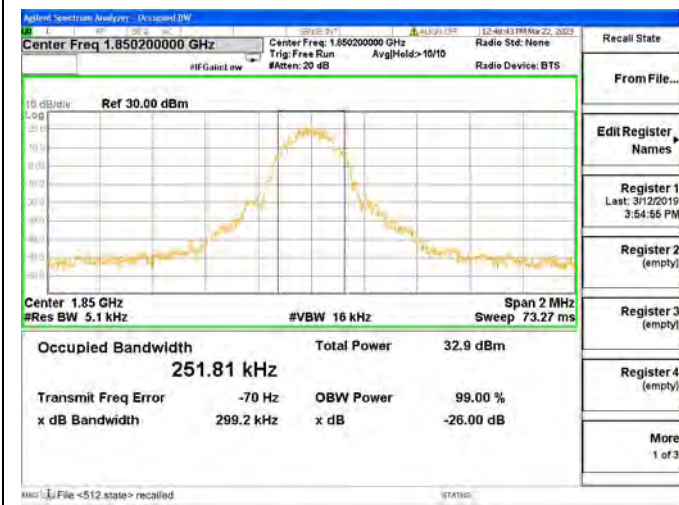 Agilent Spectrum Analyzer - Occupied BW
SENSE:INT ALIGN OFF 12:48:43 PM Mar 22, 2023
Center Freq 1.850200000 GHz
Center Freq: 1.850200000 GHz
Radio Std: None
Trig: Free Run Avg|Hold:>10/10
#IFGain:Low #Atten: 20 dB
Radio Device: BTS
Recall State
From File...
Edit Register Names
Register 1
Last: 3/12/2019
3:54:55 PM
Register 2
(empty)
Register 3
(empty)
Register 4
(empty)
More
1 of 3
10 dB/div Ref 30.00 dBm
Log
Center 1.85 GHz Span 2 MHz
#Res BW 5.1 kHz #VBW 16 kHz Sweep 73.27 ms
Occupied Bandwidth Total Power 32.9 dBm
251.81 kHz
Transmit Freq Error -70 Hz OBW Power 99.00 %
x dB Bandwidth 299.2 kHz x dB -26.00 dB
MSG File <512.state> recalled STATUS